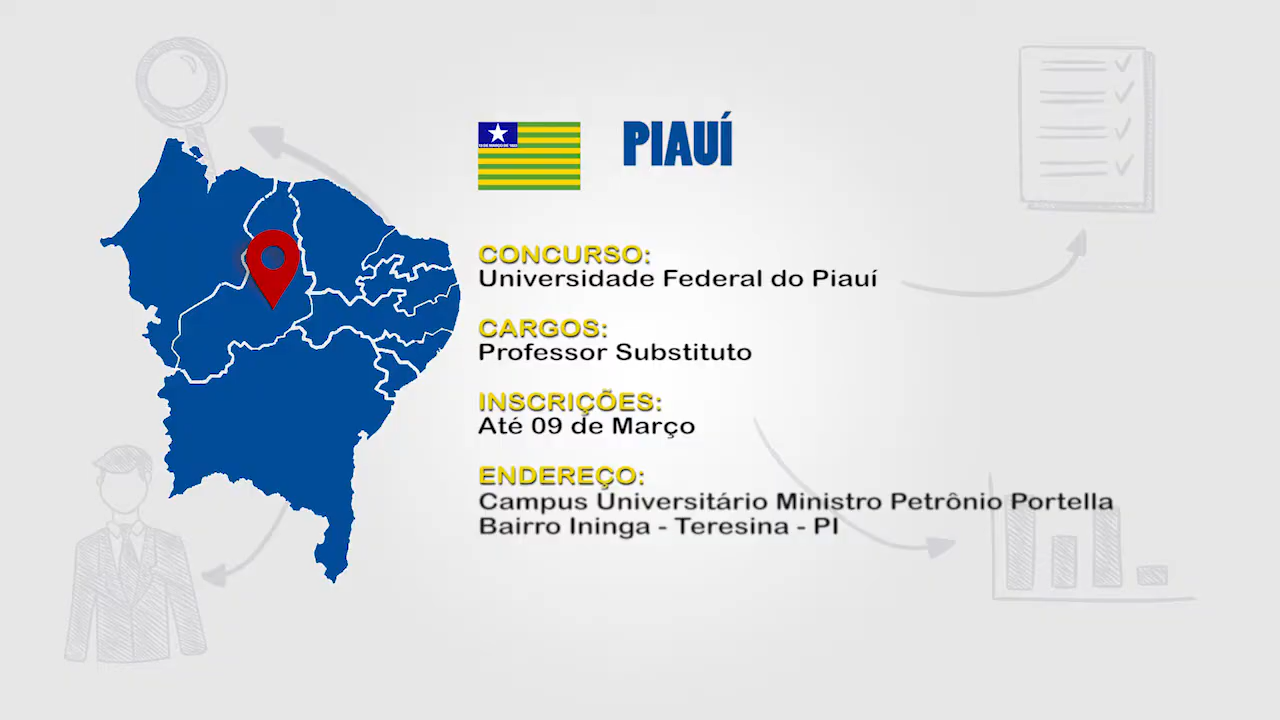 PIAUÍ
CONCURSO:
Universidade Federal do Piauí
CARGOS:
Professor Substituto
INSCRIÇÕES:
Até 09 de Março
ENDEREÇO:
Campus Universitário Ministro Petrônio Portella
Bairro Ininga - Teresina - PI